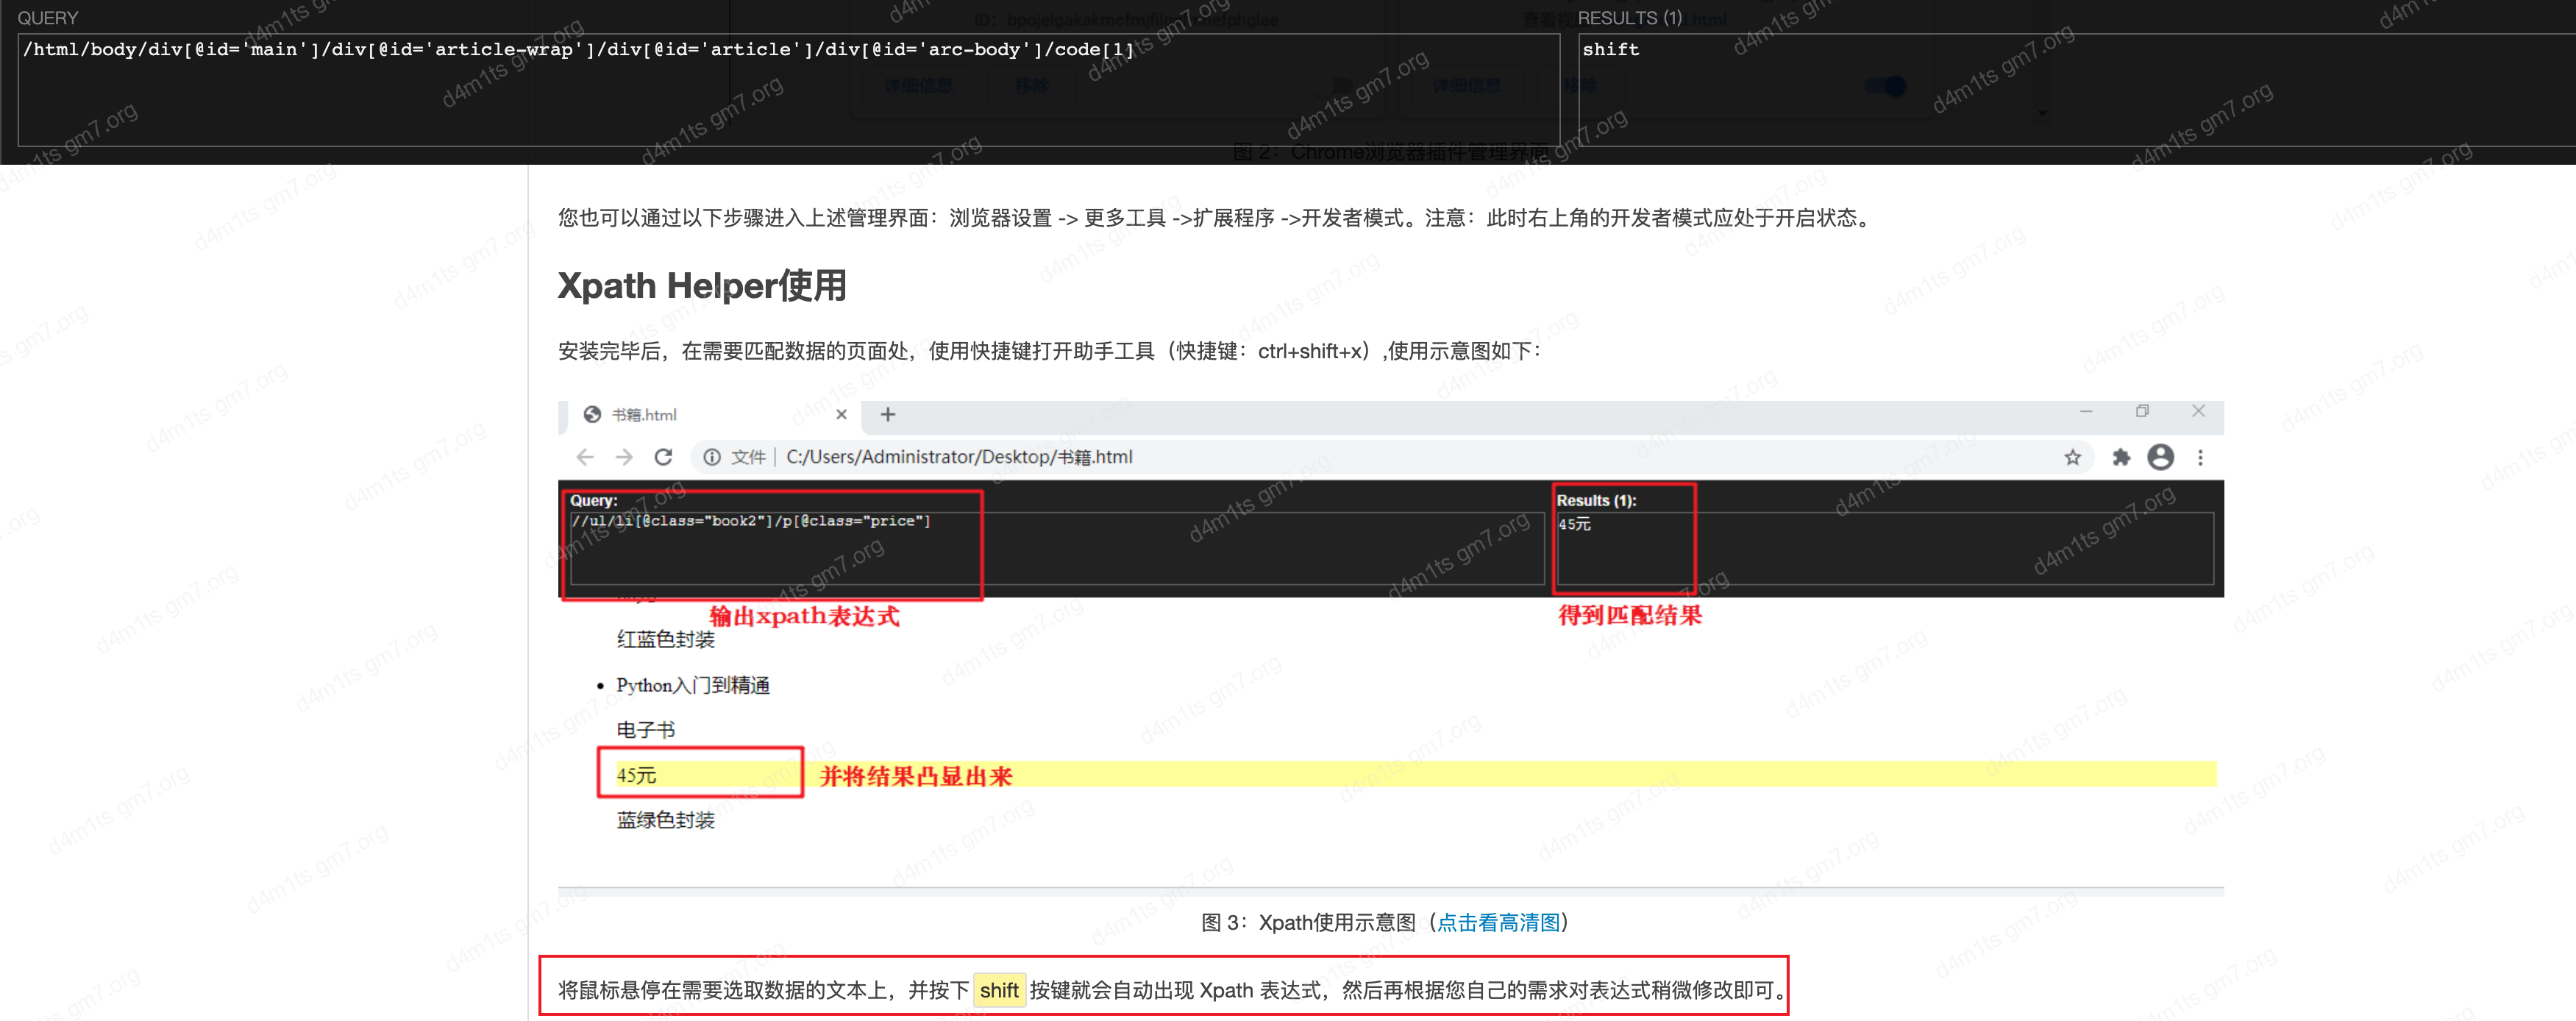 QUERY
RESULTS (1)
/html/body/div[@id='main']/div[@id='article-wrap']/div[@id='article']/div[@id='arc-body']/code[1]
shift
详细信息 移除 详细信息 移除
图 2：Chrome浏览器插件管理界面
您也可以通过以下步骤进入上述管理界面：浏览器设置 -> 更多工具 ->扩展程序 ->开发者模式。注意：此时右上角的开发者模式应处于开启状态。
Xpath Helper使用
安装完毕后，在需要匹配数据的页面处，使用快捷键打开助手工具（快捷键：ctrl+shift+x）,使用示意图如下：
书籍.html
文件 | C:/Users/Administrator/Desktop/书籍.html
Query:
Results (1):
//ul/li[@class="book2"]/p[@class="price"]
45元
输出xpath表达式
得到匹配结果
红蓝色封装
• Python入门到精通
电子书
45元
并将结果凸显出来
蓝绿色封装
图 3：Xpath使用示意图（点击看高清图）
将鼠标悬停在需要选取数据的文本上，并按下 shift 按键就会自动出现 Xpath 表达式，然后再根据您自己的需求对表达式稍微修改即可。
d4m1ts gm7.org